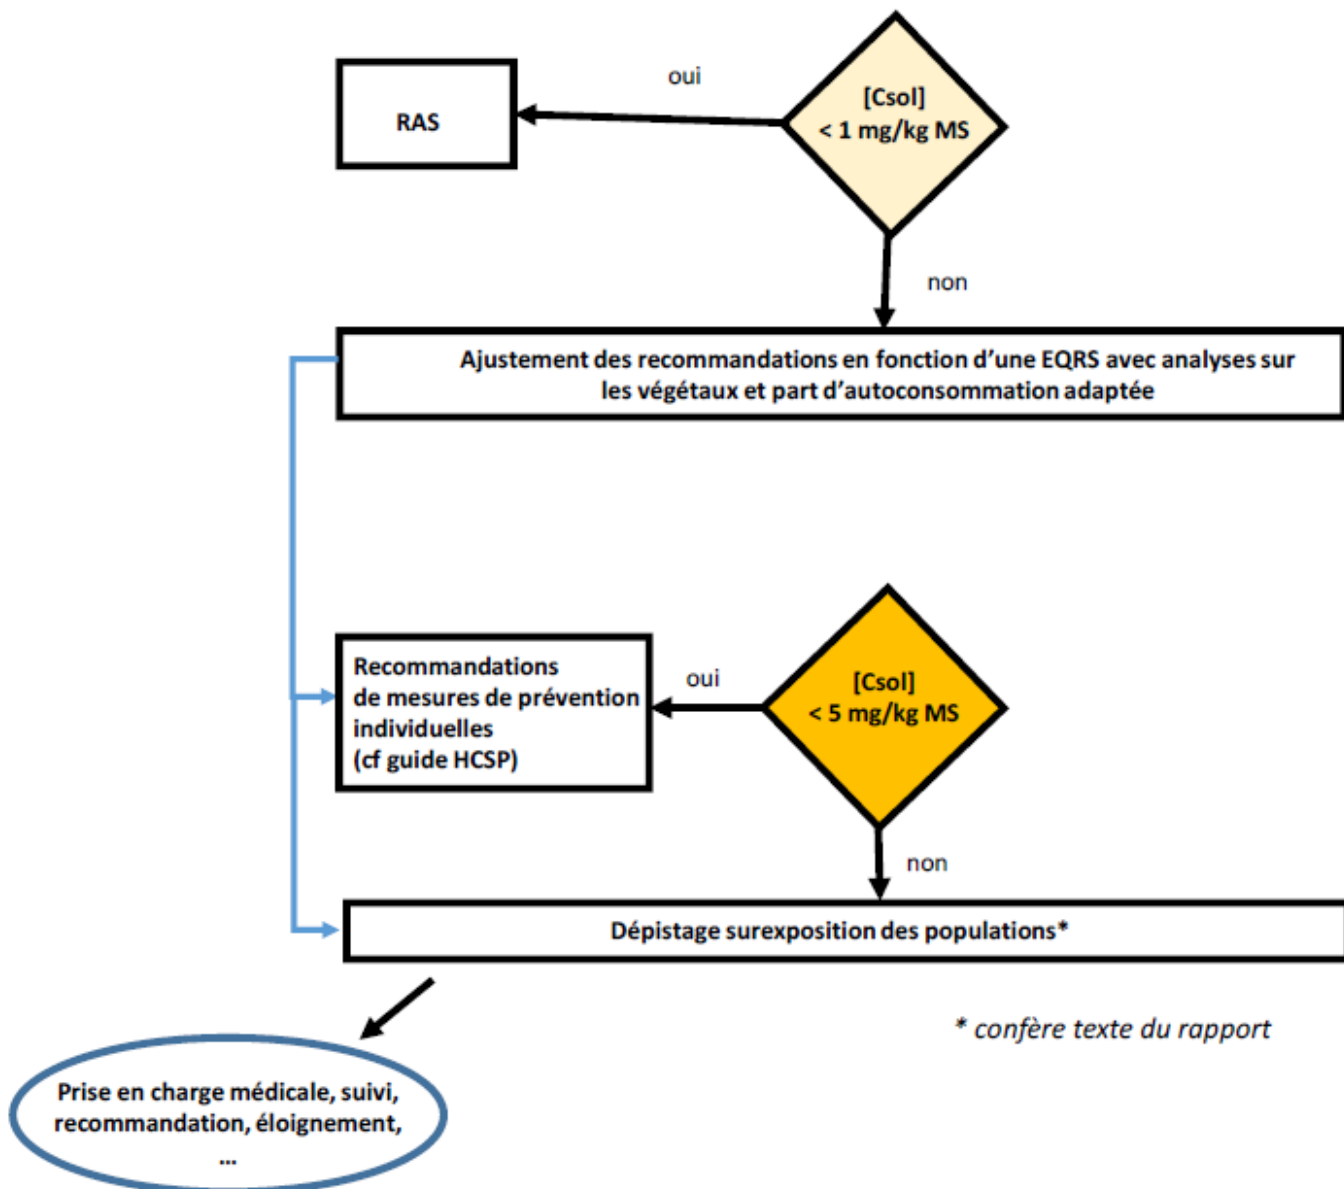 [Csol]
< 1 mg/kg MS
oui
RAS
non
Ajustement des recommandations en fonction d’une EQRS avec analyses sur
les végétaux et part d’autoconsommation adaptée
[Csol]
< 5 mg/kg MS
oui
Recommandations
de mesures de prévention
individuelles
(cf guide HCSP)
non
Dépistage surexposition des populations*
* confère texte du rapport
Prise en charge médicale, suivi,
recommandation, éloignement,
...